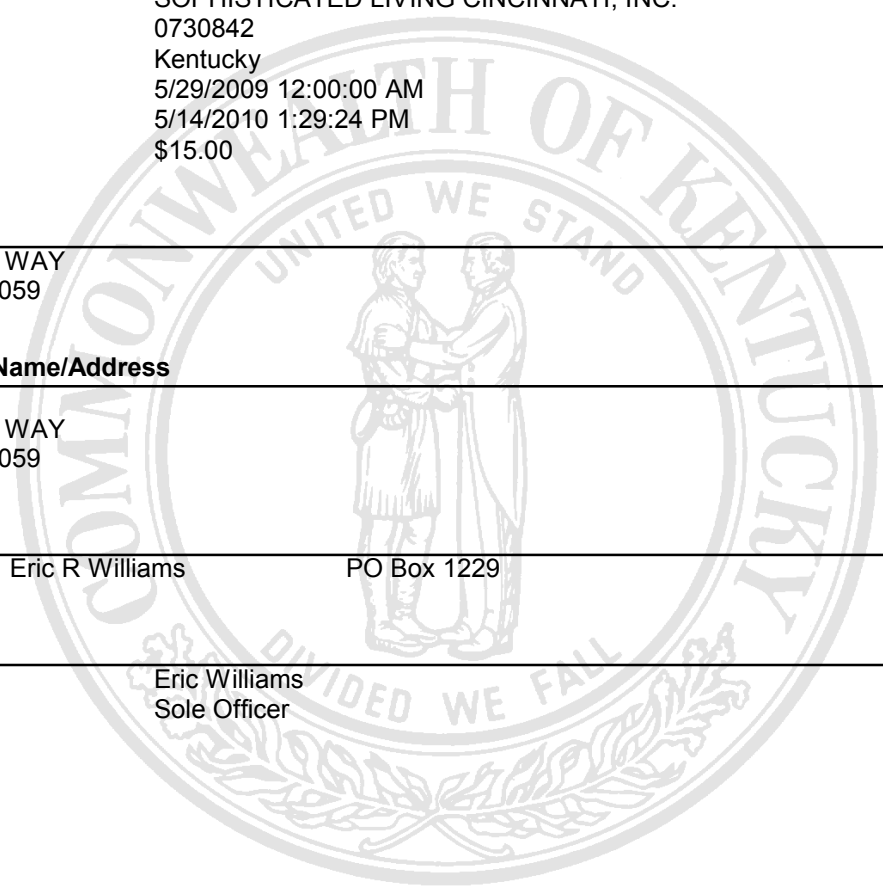 SOPHISTICATED LIVING CINCINNATI, INC.
0730842
Kentucky
5/29/2009 12:00:00 AM
5/14/2010 1:29:24 PM
$15.00
COMMONWEALTH OF KENTUCKY
UNITED WE STAND
WAY
059
Name/Address
WAY
059
Eric R Williams PO Box 1229
DIVIDED WE FALL
Eric Williams
Sole Officer